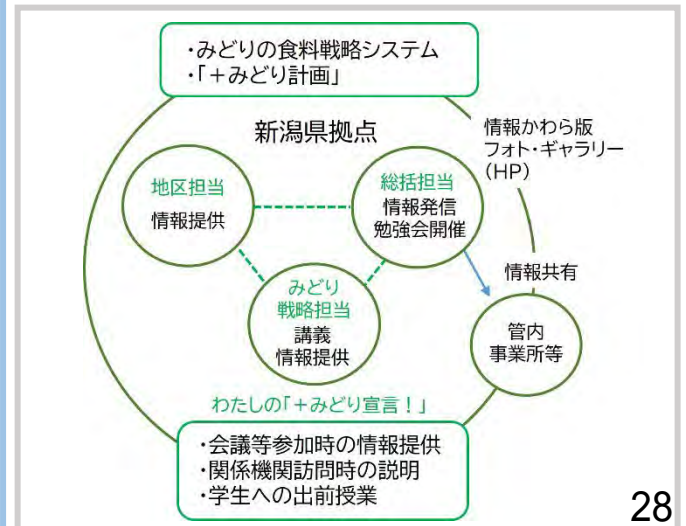 ・みどりの食料戦略システム
・「＋みどり計画」
新潟県拠点
情報かわら版
フォト・ギャラリー
(HP)
地区担当
情報提供
総括担当
情報発信
勉強会開催
情報共有
みどり
戦略担当
講義
情報提供
管内
事業所等
わたしの「＋みどり宣言！」
・会議等参加時の情報提供
・関係機関訪問時の説明
・学生への出前授業
28